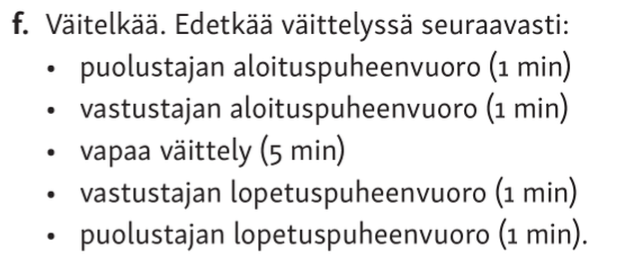 f. Väitelkää. Edetkää väittelyssä seuraavasti:
• puolustajan aloituspuheenvuoro (1 min)
• vastustajan aloituspuheenvuoro (1 min)
• vapaa väittely (5 min)
• vastustajan lopetuspuheenvuoro (1 min)
• puolustajan lopetuspuheenvuoro (1 min).